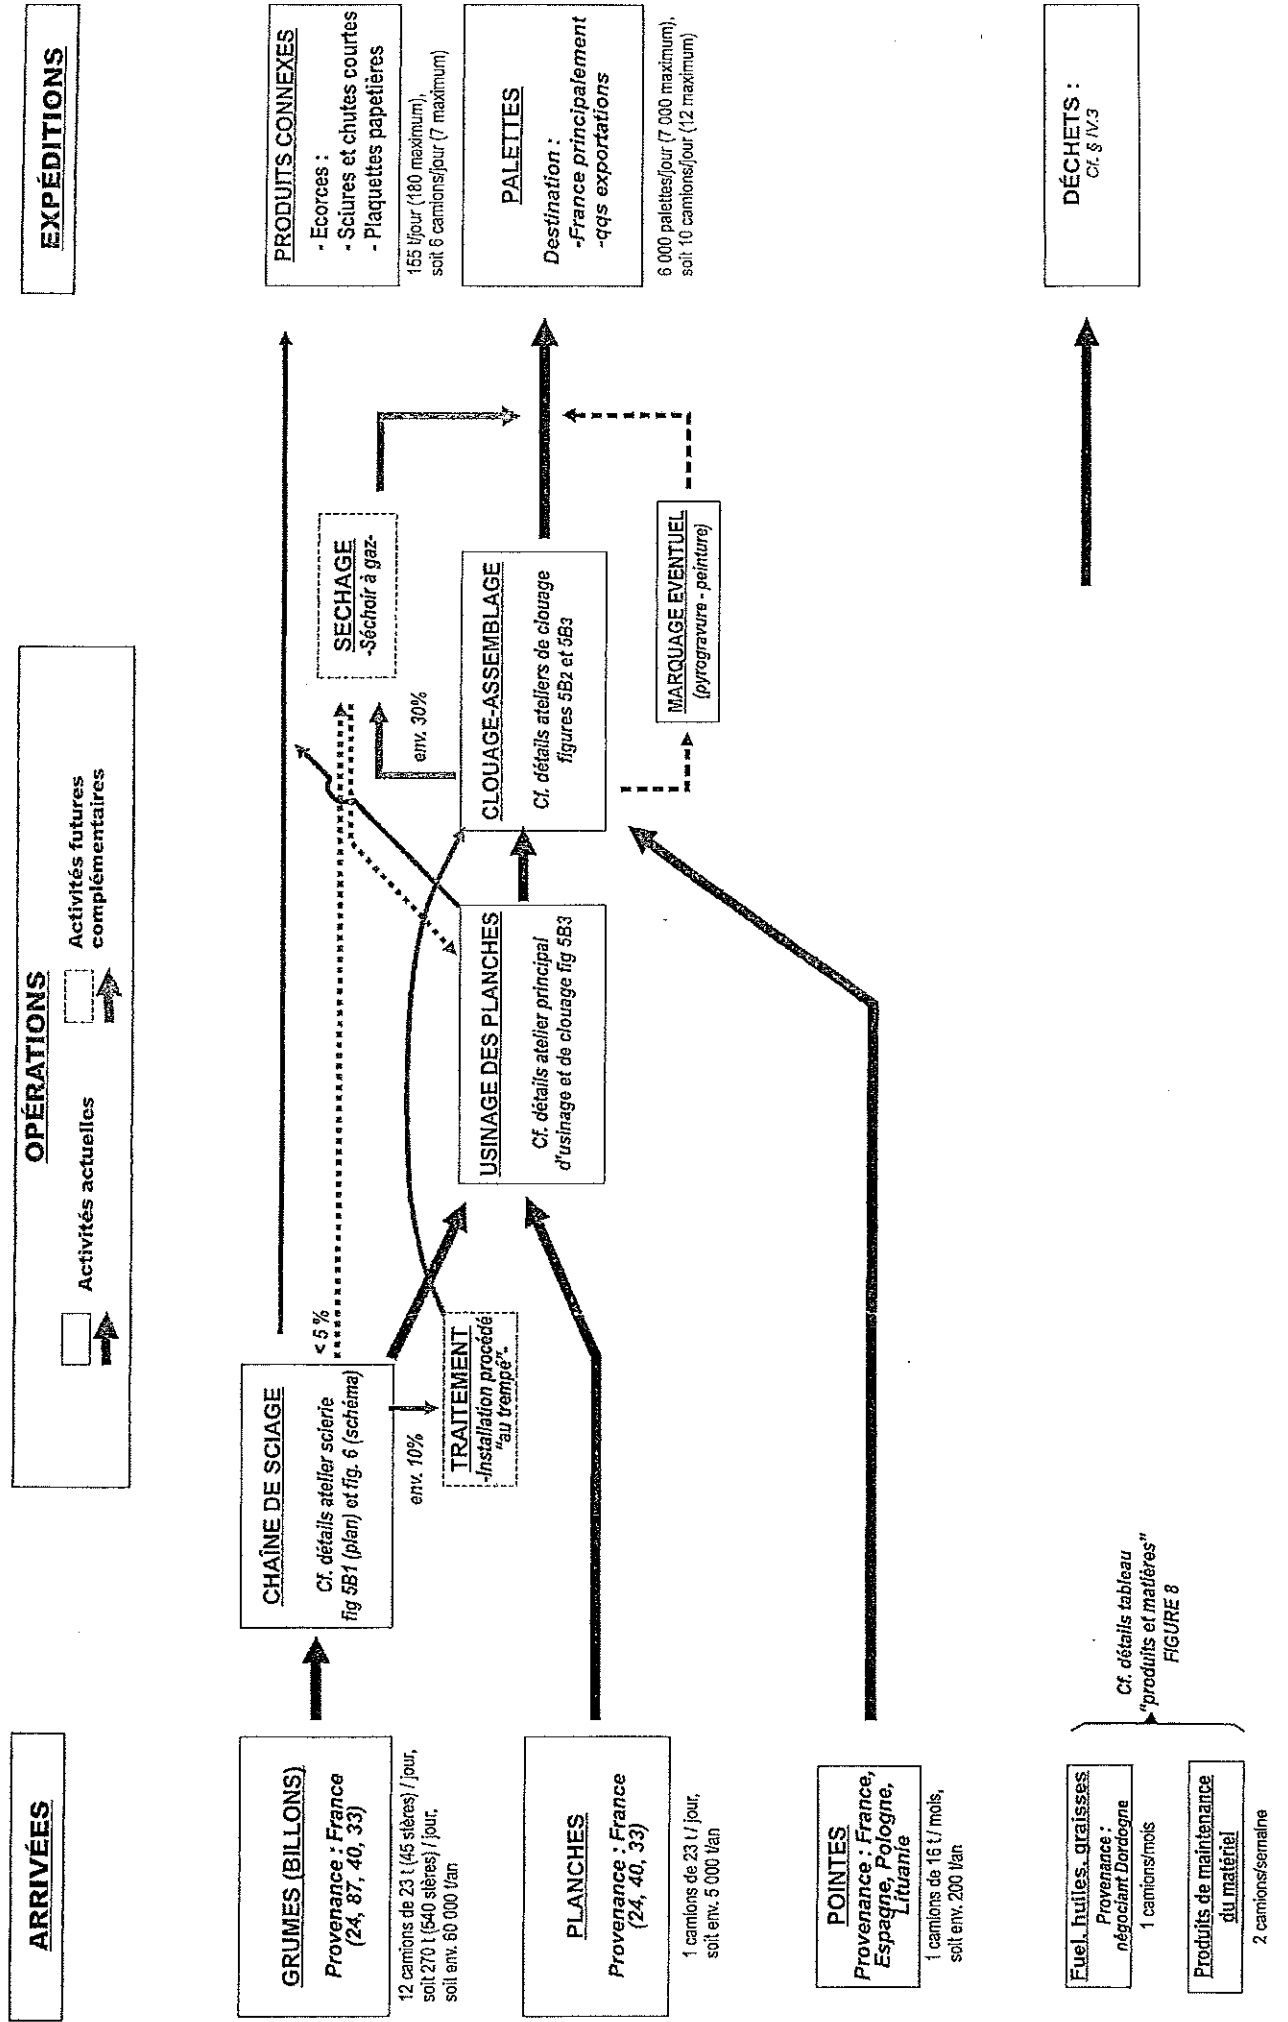 ARRIVÉES
GRUMES (BILLONS)
Provenance : France
(24, 87, 40, 33)
12 camions de 23 t (45 stères) / jour,
soit 270 t (540 stères) / jour,
soit env. 60 000 t/an
PLANCHES
Provenance : France
(24, 40, 33)
1 camions de 23 t / jour,
soit env. 5 000 t/an
POINTES
Provenance : France,
Espagne, Pologne,
Lituanie
1 camions de 16 t / mois,
soit env. 200 t/an
Fuel, huiles, graisses
Provenance :
négociant Dordogne
1 camions/mois
Produits de maintenance
du matériel
2 camions/semaine
Cf. détails tableau
"produits et matières"
FIGURE 8
OPÉRATIONS
Activités actuelles
Activités futures
complémentaires
CHAÎNE DE SCIAGE
Cf. détails atelier scierie
fig 5B1 (plan) et fig. 6 (schéma)
< 5 %
env. 10%
TRAITEMENT
-Installation procédé
"au trempé"-
USINAGE DES PLANCHES
Cf. détails atelier principal
d'usinage et de clouage fig 5B3
SECHAGE
-Séchoir à gaz-
env. 30%
CLOUAGE-ASSEMBLAGE
Cf. détails ateliers de clouage
figures 5B2 et 5B3
MARQUAGE EVENTUEL
(pyrogravure - peinture)
EXPÉDITIONS
PRODUITS CONNEXES
- Ecorces :
- Sciures et chutes courtes
- Plaquettes papetières
155 t/jour (180 maximum),
soit 6 camions/jour (7 maximum)
PALETTES
Destination :
-France principalement
-qqs exportations
6 000 palettes/jour (7 000 maximum),
soit 10 camions/jour (12 maximum)
DÉCHETS :
Cf. § IV.3